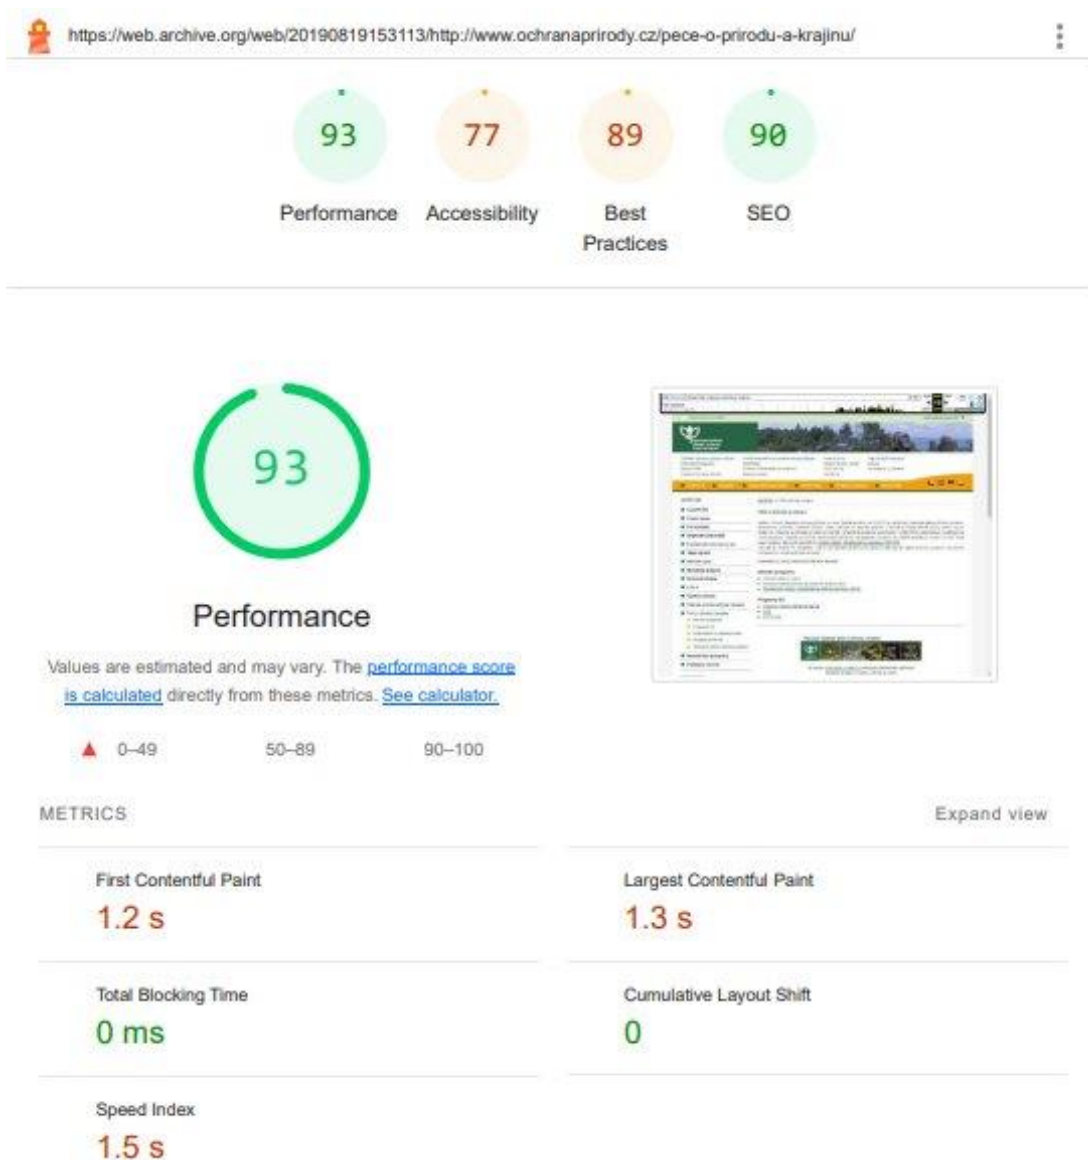 https://web.archive.org/web/20190819153113/http://www.ochranaprirody.cz/pece-o-prirodu-a-krajinu/
93 77 89 90
Performance Accessibility Best Practices SEO
93
Performance
Values are estimated and may vary. The performance score
is calculated directly from these metrics. See calculator.
0–49 50–89 90–100
METRICS Expand view
First Contentful Paint
1.2 s
Largest Contentful Paint
1.3 s
Total Blocking Time
0 ms
Cumulative Layout Shift
0
Speed Index
1.5 s